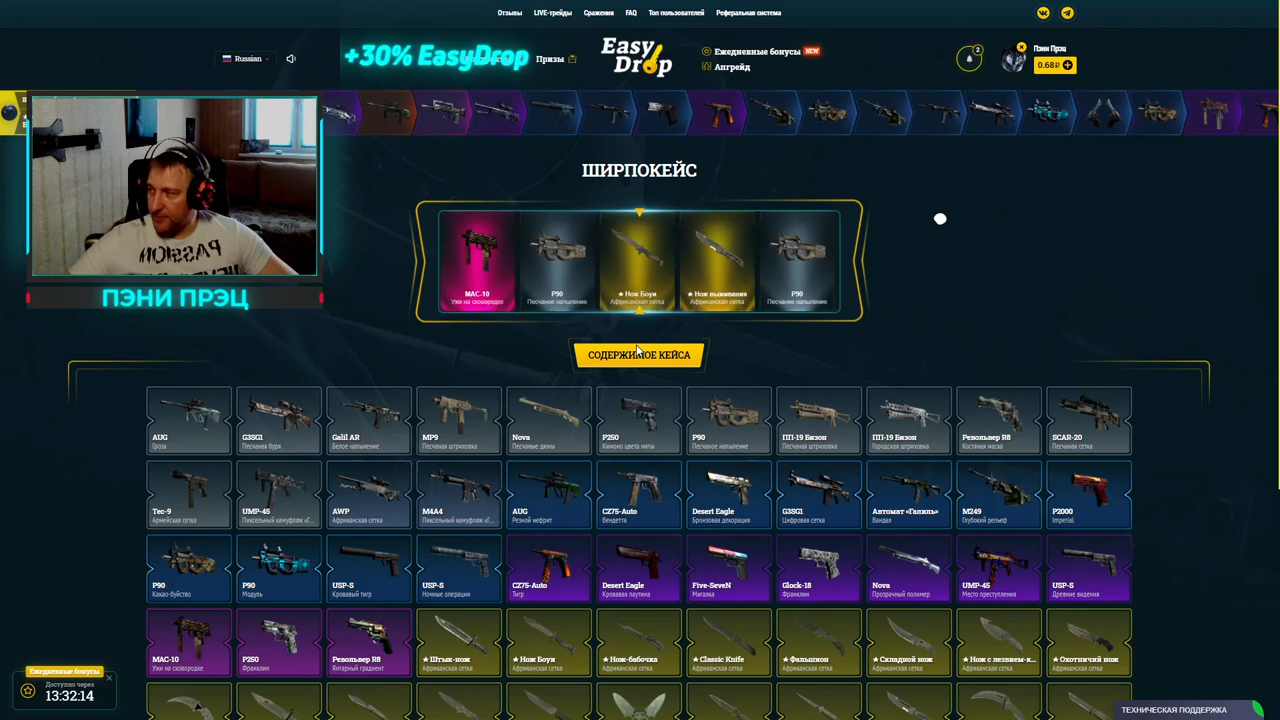 Отзывы LIVE-трейды Сражения FAQ Топ пользователей Реферальная система
Russian
+30% EasyDrop
Призы
Easy Drop
Ежедневные бонусы NEW
Апгрейд
2
Пэни Прэц
0.68₽
ПЭНИ ПРЭЦ
ШИРПОКЕЙС
MAC-10
Ужи на сковородке
P90
Песчаное напыление
★ Нож Боуи
Африканская сетка
★ Нож выживания
Африканская сетка
P90
Песчаное напыление
СОДЕРЖИМОЕ КЕЙСА
AUG
Гроза
G3SG1
Песчаная буря
Galil AR
Белое напыление
MP9
Песчаная штриховка
Nova
Песчаные дюны
P250
Кимоно цвета мяты
P90
Песчаное напыление
ПП-19 Бизон
Песчаная штриховка
ПП-19 Бизон
Городская штриховка
Револьвер R8
Костяная маска
SCAR-20
Песчаная сетка
Tec-9
Армейская сетка
UMP-45
Пиксельный камуфляж «Г...
AWP
Африканская сетка
M4A4
Пиксельный камуфляж «Г...
AUG
Резной нефрит
CZ75-Auto
Вендетта
Desert Eagle
Бронзовая декорация
G3SG1
Цифровая сетка
Автомат «Галиль»
Вандал
M249
Глубокий рельеф
P2000
Imperial
P90
Какао-буйство
P90
Модуль
USP-S
Кровавый тигр
USP-S
Ночные операции
CZ75-Auto
Тигр
Desert Eagle
Кровавая паутина
Five-SeveN
Мигалка
Glock-18
Франклин
Nova
Прозрачный полимер
UMP-45
Место преступления
USP-S
Древние видения
MAC-10
Ужи на сковородке
P250
Франклин
Револьвер R8
Янтарный градиент
★ Штык-нож
Африканская сетка
★ Нож Боуи
Африканская сетка
★ Нож-бабочка
Африканская сетка
★ Classic Knife
Африканская сетка
★ Фальшион
Африканская сетка
★ Складной нож
Африканская сетка
★ Нож с лезвием-к...
Африканская сетка
★ Охотничий нож
Африканская сетка
Ежедневные бонусы
Доступно через
13:32:14
ТЕХНИЧЕСКАЯ ПОДДЕРЖКА